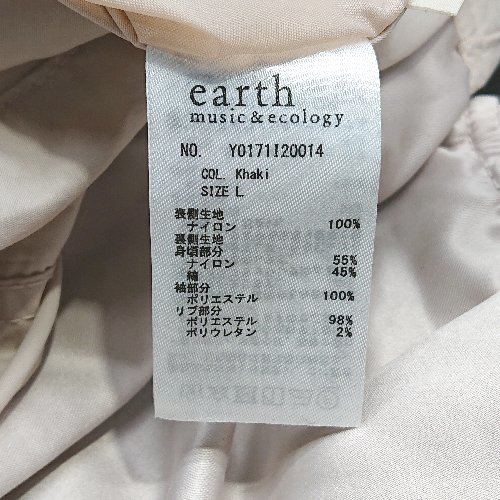 earth
music & ecology
NO. Y0171I20014
COL. Khaki
SIZE L
表側生地
ナイロン 100%
裏側生地
身頃部分
ナイロン 55%
綿 45%
袖部分
ポリエステル 100%
リブ部分
ポリエステル 98%
ポリウレタン 2%